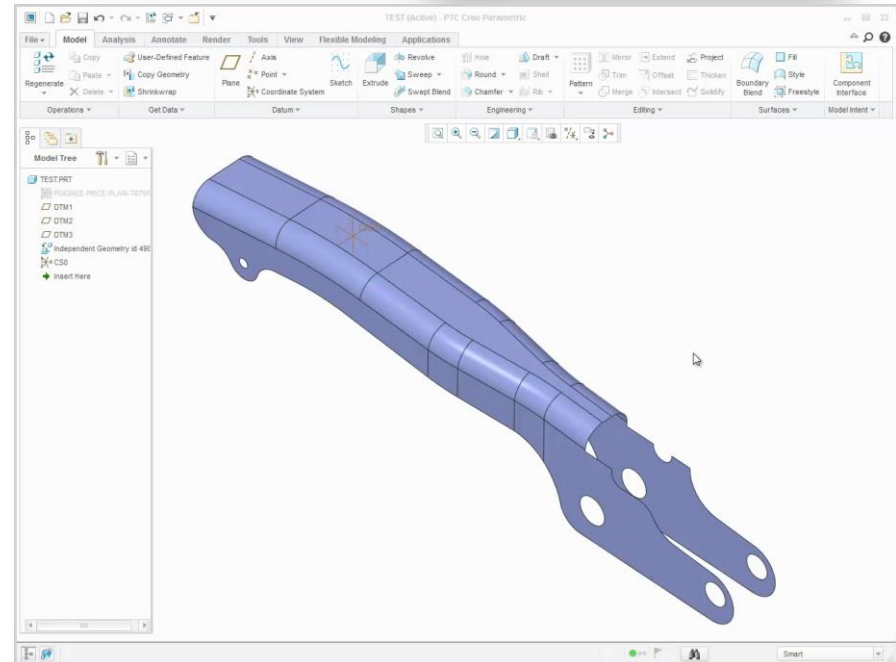 TEST (Active) - PTC Creo Parametric
File Model Analysis Annotate Render Tools View Flexible Modeling Applications
Regenerate
Copy
Paste
Delete
User-Defined Feature
Copy Geometry
Shrinkwrap
Plane
Axis
Point
Coordinate System
Sketch
Extrude
Revolve
Sweep
Swept Blend
Hole
Round
Chamfer
Draft
Shell
Rib
Pattern
Mirror
Trim
Merge
Extend
Offset
Intersect
Project
Thicken
Solidify
Boundary Blend
Fill
Style
Freestyle
Component Interface
Operations Get Data Datum Shapes Engineering Editing Surfaces Model Intent
Model Tree
TEST.PRT
DTM1
DTM2
DTM3
Independent Geometry id 490
CS0
Insert Here
Smart